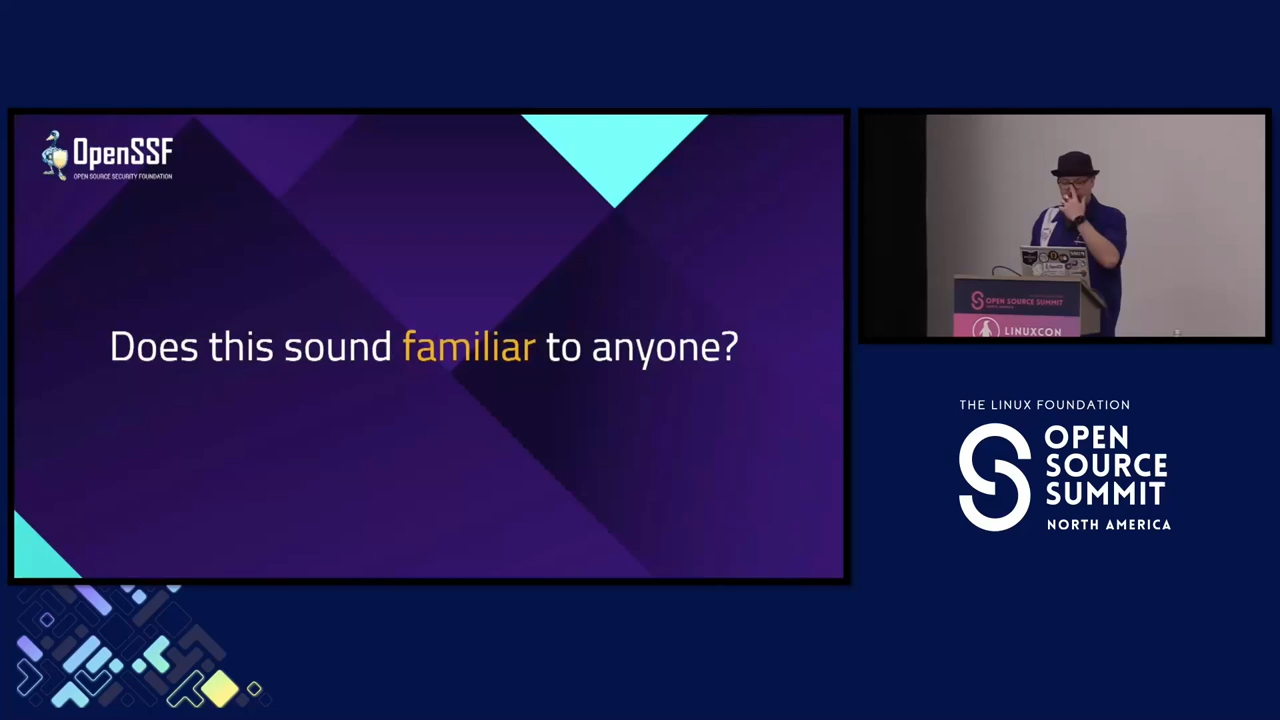 OpenSSF
OPEN SOURCE SECURITY FOUNDATION
Does this sound familiar to anyone?
OPEN SOURCE SUMMIT
LINUXCON
THE LINUX FOUNDATION
OPEN
SOURCE
SUMMIT
NORTH AMERICA